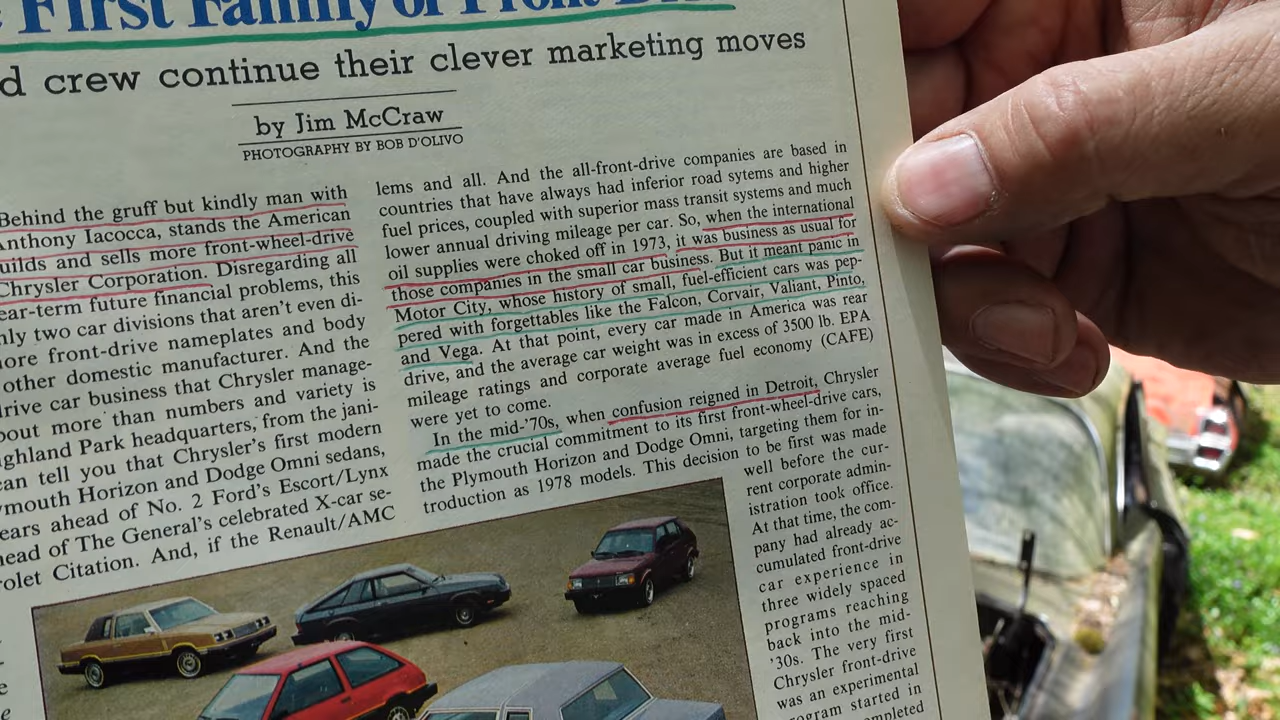 First Family of Front
d crew continue their clever marketing moves
by Jim McCraw
PHOTOGRAPHY BY BOB D'OLIVO
Behind the gruff but kindly man with
nthony Iacocca, stands the American
uilds and sells more front-wheel-drive
Chrysler Corporation. Disregarding all
ear-term future financial problems, this
nly two car divisions that aren't even di-
ore front-drive nameplates and body
other domestic manufacturer. And the
drive car business that Chrysler manage-
bout more than numbers and variety is
ighland Park headquarters, from the jani-
an tell you that Chrysler's first modern
ymouth Horizon and Dodge Omni sedans,
ears ahead of No. 2 Ford's Escort/Lynx
head of The General's celebrated X-car se-
rolet Citation. And, if the Renault/AMC
lems and all. And the all-front-drive companies are based in
countries that have always had inferior road sytems and higher
fuel prices, coupled with superior mass transit systems and much
lower annual driving mileage per car. So, when the international
oil supplies were choked off in 1973, it was business as usual for
those companies in the small car business. But it meant panic in
Motor City, whose history of small, fuel-efficient cars was pep-
pered with forgettables like the Falcon, Corvair, Valiant, Pinto,
and Vega. At that point, every car made in America was rear
drive, and the average car weight was in excess of 3500 lb. EPA
mileage ratings and corporate average fuel economy (CAFE)
were yet to come.
In the mid-'70s, when confusion reigned in Detroit, Chrysler
made the crucial commitment to its first front-wheel-drive cars,
the Plymouth Horizon and Dodge Omni, targeting them for in-
troduction as 1978 models. This decision to be first was made
well before the cur-
rent corporate admin-
istration took office.
At that time, the com-
pany had already ac-
cumulated front-drive
car experience in
three widely spaced
programs reaching
back into the mid-
'30s. The very first
Chrysler front-drive
was an experimental
rogram started in
ompleted